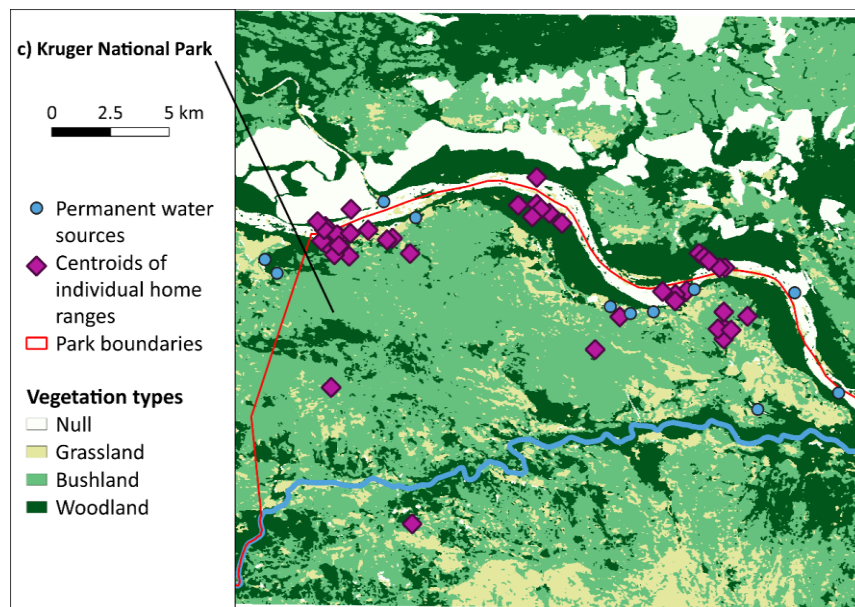 c) Kruger National Park
0 2.5 5 km
Permanent water
sources
Centroids of
individual home
ranges
Park boundaries
Vegetation types
Null
Grassland
Bushland
Woodland